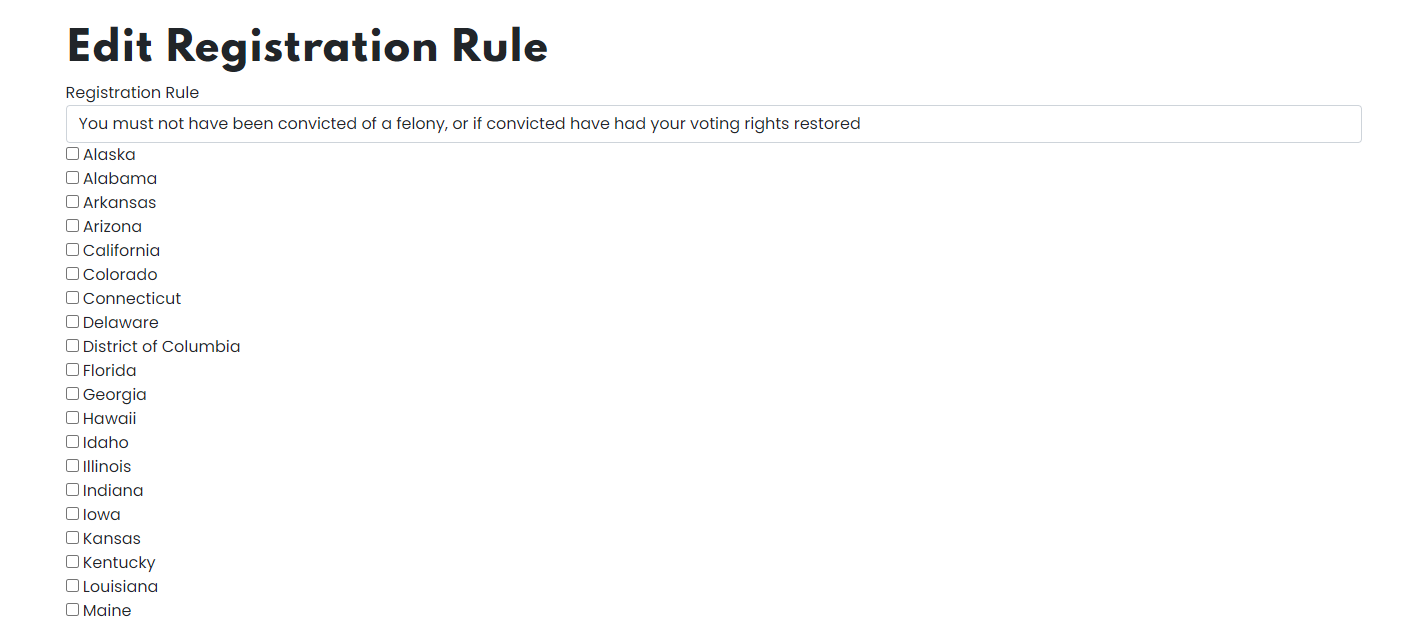 Edit Registration Rule
Registration Rule
You must not have been convicted of a felony, or if convicted have had your voting rights restored
Alaska
Alabama
Arkansas
Arizona
California
Colorado
Connecticut
Delaware
District of Columbia
Florida
Georgia
Hawaii
Idaho
Illinois
Indiana
Iowa
Kansas
Kentucky
Louisiana
Maine